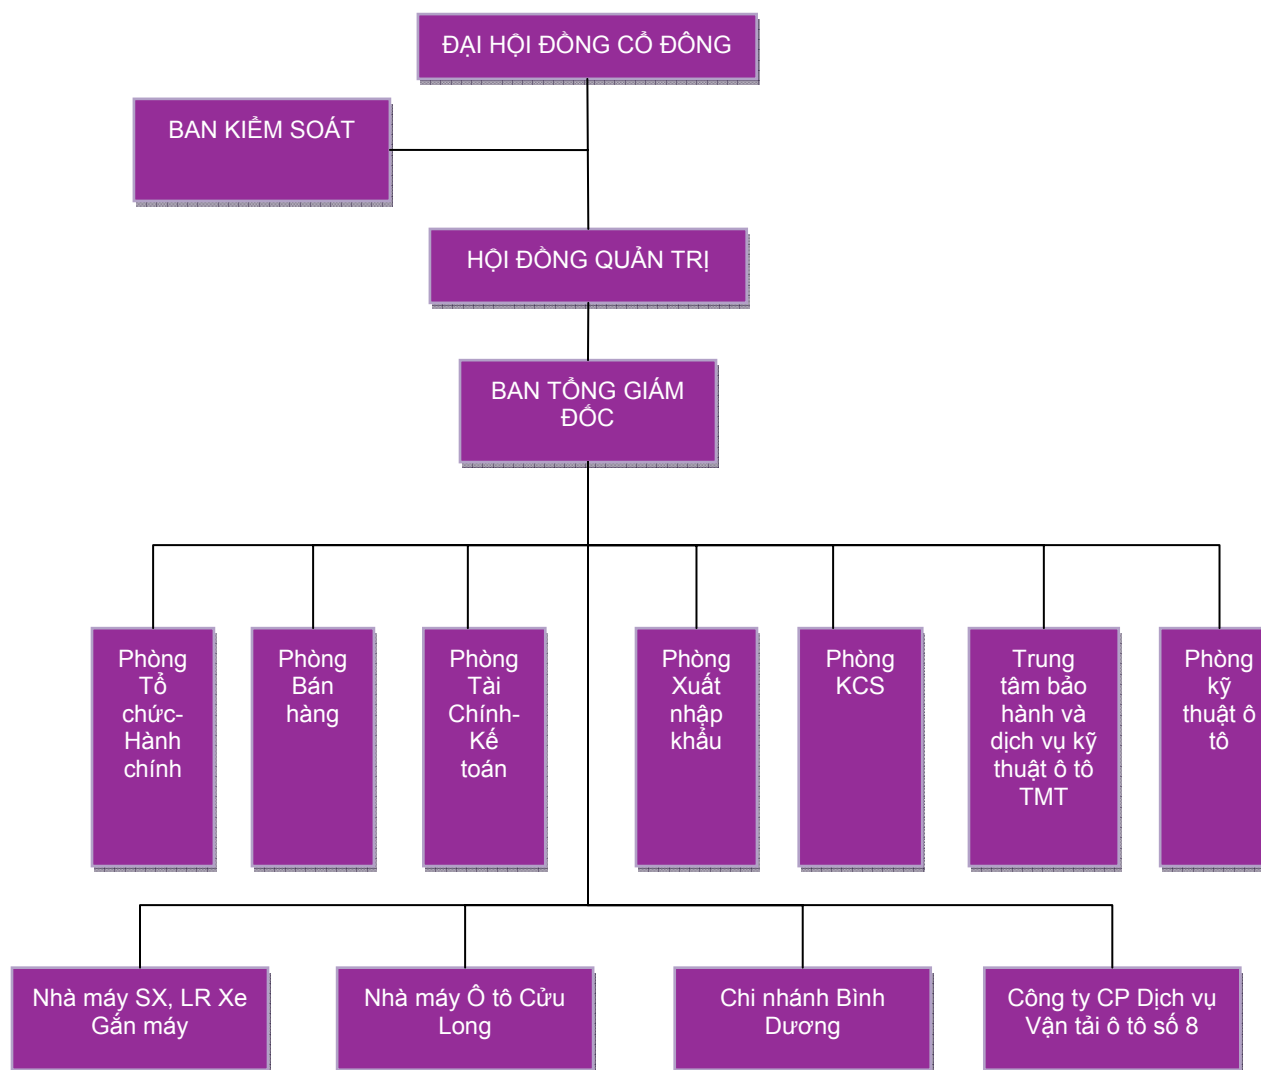 ĐẠI HỘI ĐỒNG CỔ ĐÔNG
BAN KIỂM SOÁT
HỘI ĐỒNG QUẢN TRỊ
BAN TỔNG GIÁM
ĐỐC
Phòng
Tổ
chức-
Hành
chính
Phòng
Bán
hàng
Phòng
Tài
Chính-
Kế
toán
Phòng
Xuất
nhập
khẩu
Phòng
KCS
Trung
tâm bảo
hành và
dịch vụ kỹ
thuật ô tô
TMT
Phòng
kỹ
thuật ô
tô
Nhà máy SX, LR Xe
Gắn máy
Nhà máy Ô tô Cửu
Long
Chi nhánh Bình
Dương
Công ty CP Dịch vụ
Vận tải ô tô số 8